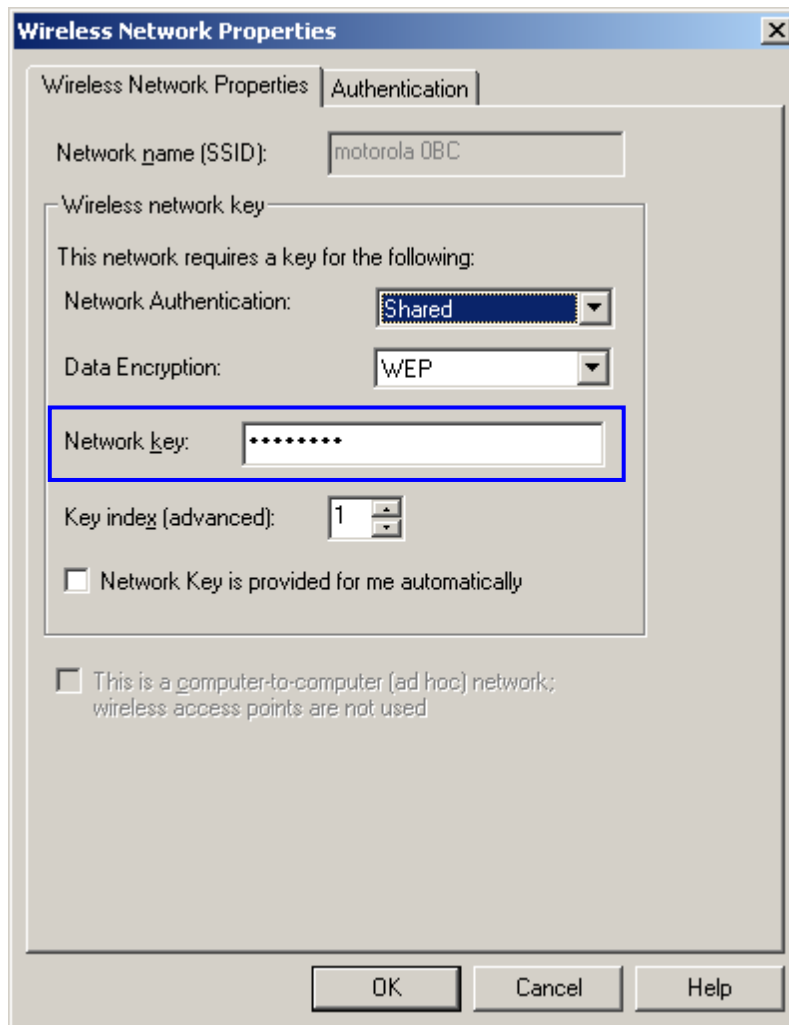 Wireless Network Properties
Wireless Network Properties Authentication
Network name (SSID): motorola 0BC
Wireless network key
This network requires a key for the following:
Network Authentication: Shared
Data Encryption: WEP
Network key: ••••••••
Key index (advanced): 1
Network Key is provided for me automatically
This is a computer-to-computer (ad hoc) network;
wireless access points are not used
OK Cancel Help